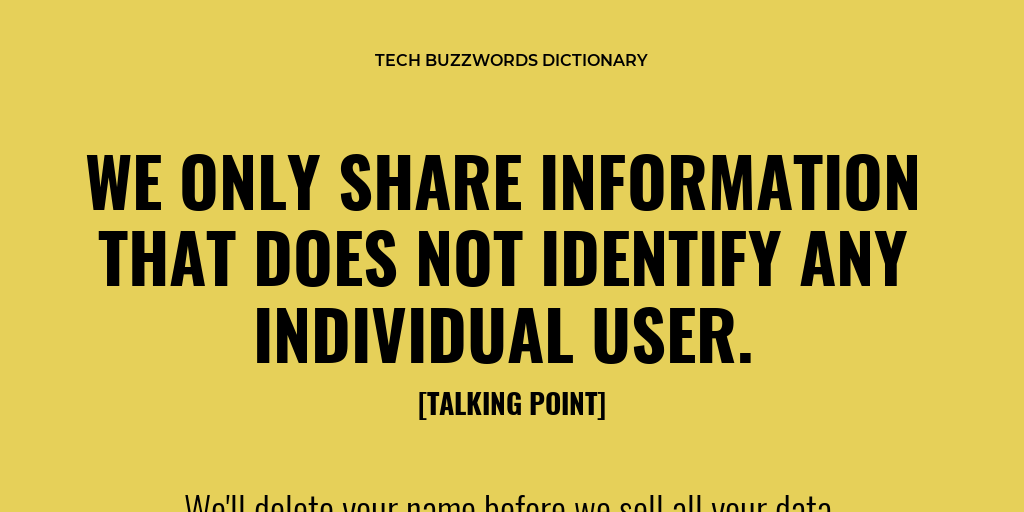 TECH BUZZWORDS DICTIONARY
WE ONLY SHARE INFORMATION
THAT DOES NOT IDENTIFY ANY
INDIVIDUAL USER.
[TALKING POINT]
We'll delete your name before we sell all your data